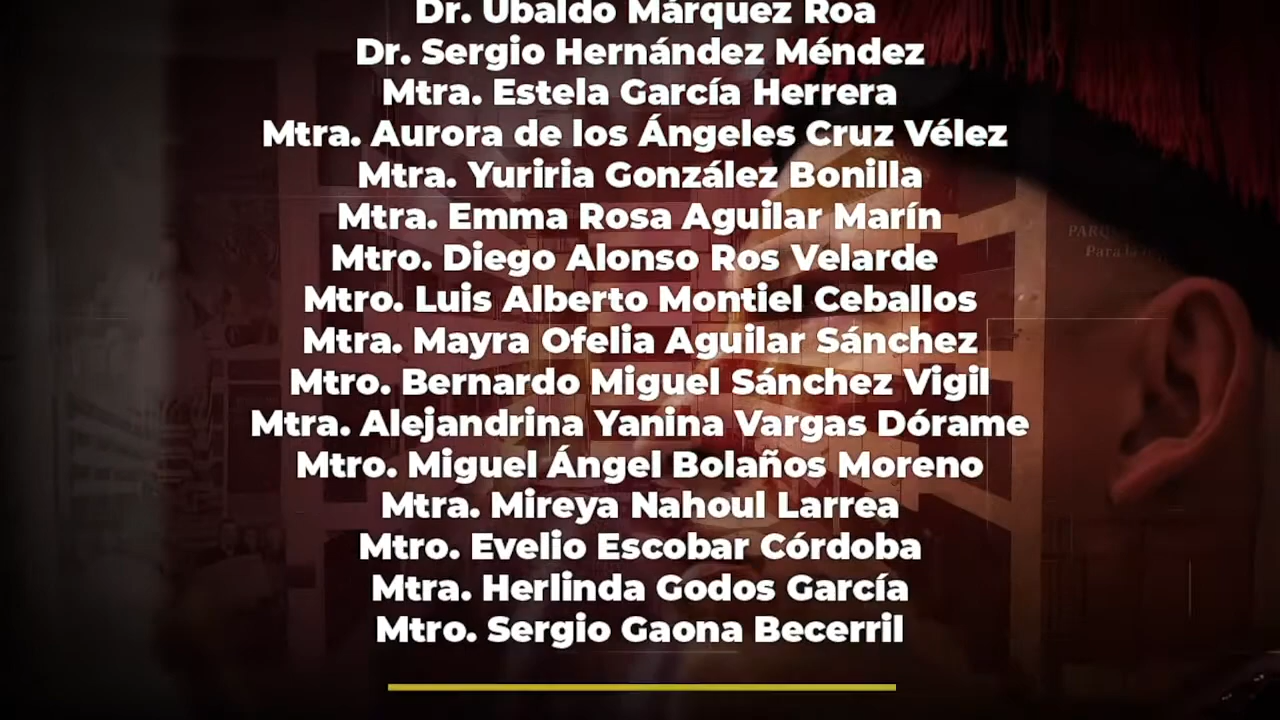 Dr. Ubaldo Márquez Roa
Dr. Sergio Hernández Méndez
Mtra. Estela García Herrera
Mtra. Aurora de los Ángeles Cruz Vélez
Mtra. Yuriria González Bonilla
Mtra. Emma Rosa Aguilar Marín
Mtro. Diego Alonso Ros Velarde
Mtro. Luis Alberto Montiel Ceballos
Mtra. Mayra Ofelia Aguilar Sánchez
Mtro. Bernardo Miguel Sánchez Vigil
Mtra. Alejandrina Yanina Vargas Dórame
Mtro. Miguel Ángel Bolaños Moreno
Mtra. Mireya Nahoul Larrea
Mtro. Evelio Escobar Córdoba
Mtra. Herlinda Godos García
Mtro. Sergio Gaona Becerril
Para la